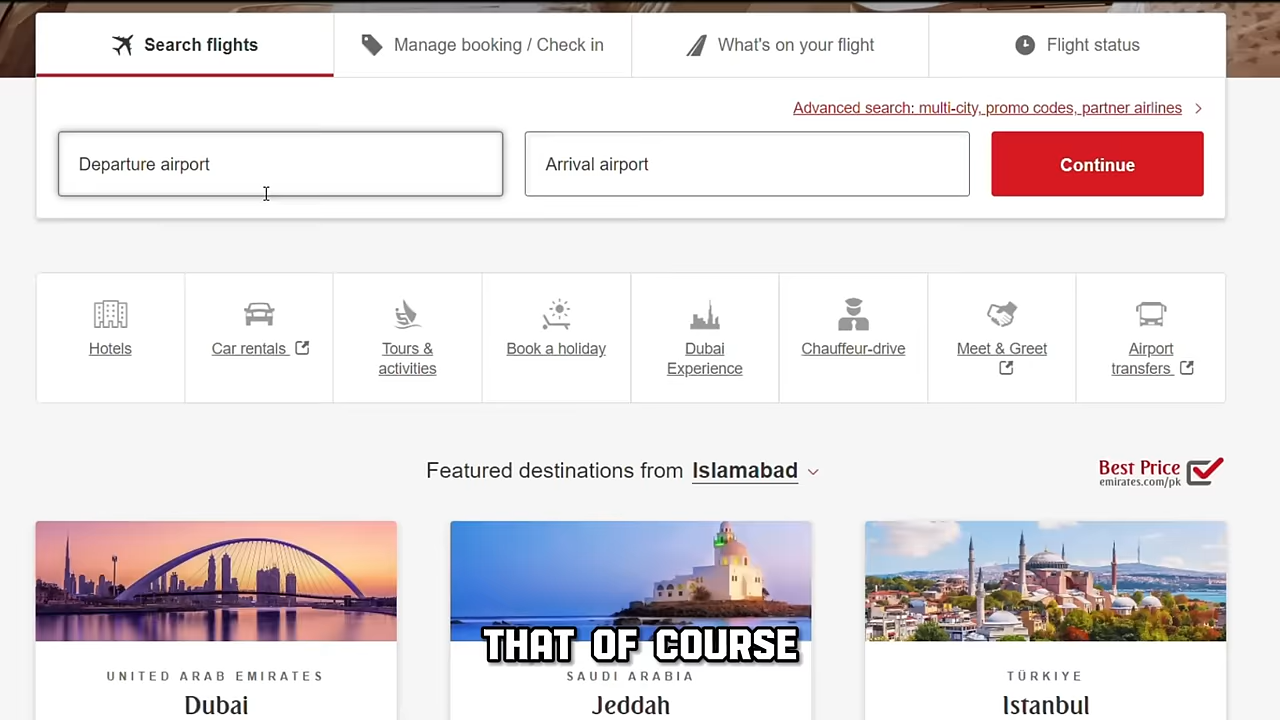 Search flights
Manage booking / Check in
What's on your flight
Flight status
Advanced search: multi-city, promo codes, partner airlines
Departure airport
Arrival airport
Continue
Hotels
Car rentals
Tours &
activities
Book a holiday
Dubai
Experience
Chauffeur-drive
Meet & Greet
Airport
transfers
Featured destinations from Islamabad
Best Price
emirates.com/pk
THAT OF COURSE
UNITED ARAB EMIRATES
Dubai
SAUDI ARABIA
Jeddah
TÜRKIYE
Istanbul